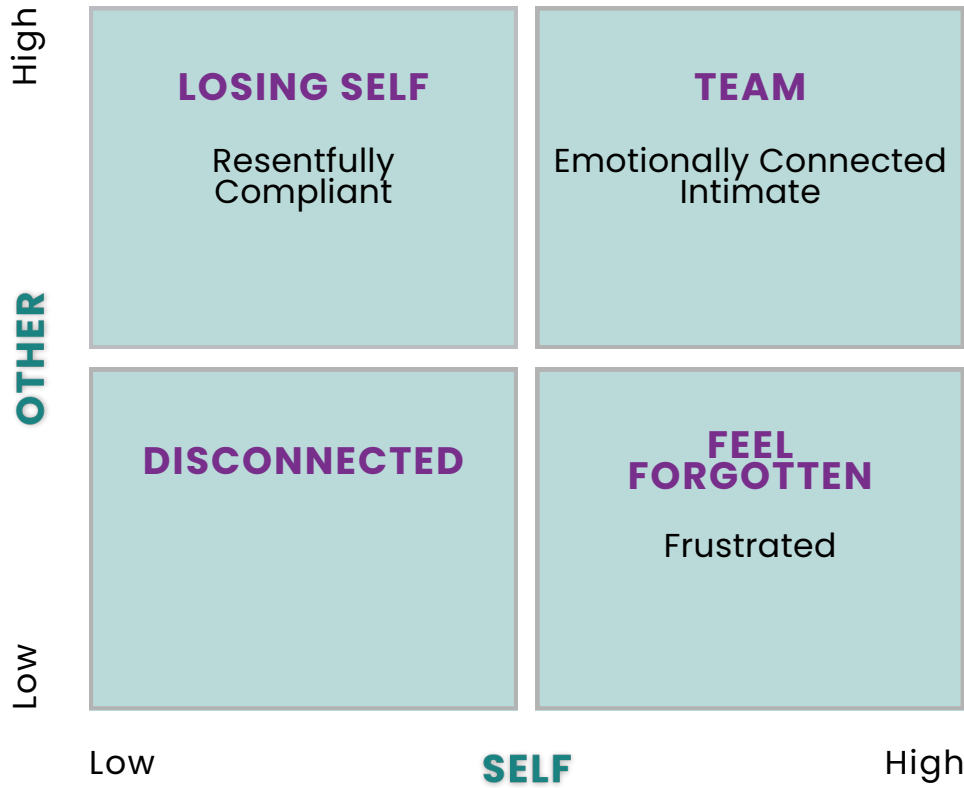 High
LOSING SELF
Resentfully
Compliant
TEAM
Emotionally Connected
Intimate
OTHER
DISCONNECTED
FEEL
FORGOTTEN
Frustrated
Low
Low
SELF
High